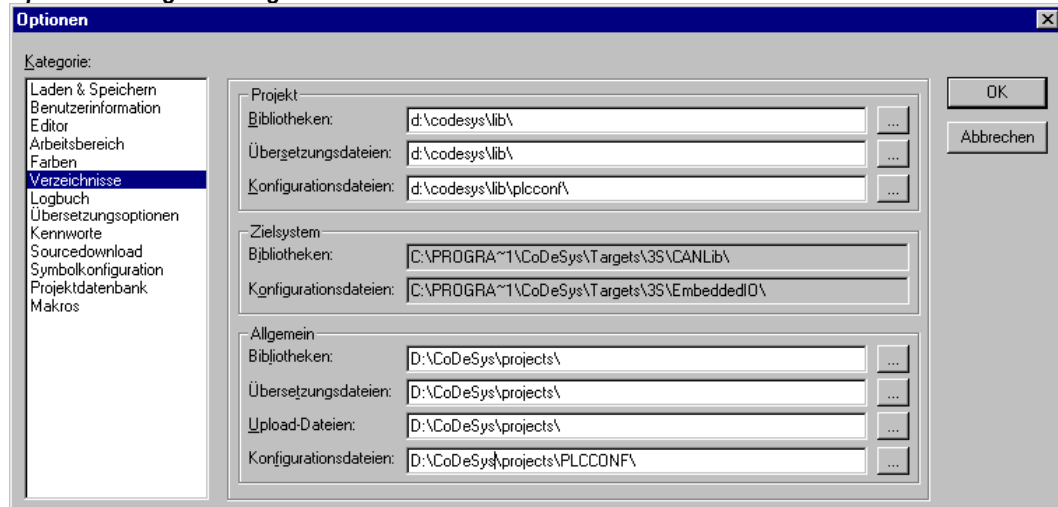 Optionen
Kategorie:
Laden & Speichern
Benutzerinformation
Editor
Arbeitsbereich
Farben
Verzeichnisse
Logbuch
Übersetzungsoptionen
Kennworte
Sourcedownload
Symbolkonfiguration
Projektdatenbank
Makros
Projekt
Bibliotheken: d:\codesys\lib\ ...
Übersetzungsdateien: d:\codesys\lib\ ...
Konfigurationsdateien: d:\codesys\lib\plcconf\ ...
Zielsystem
Bibliotheken: C:\PROGRA~1\CoDeSys\Targets\3S\CANLib\
Konfigurationsdateien: C:\PROGRA~1\CoDeSys\Targets\3S\EmbeddedIO\
Allgemein
Bibliotheken: D:\CoDeSys\projects\ ...
Übersetzungsdateien: D:\CoDeSys\projects\ ...
Upload-Dateien: D:\CoDeSys\projects\ ...
Konfigurationsdateien: D:\CoDeSys\projects\PLCCONF\ ...
OK
Abbrechen